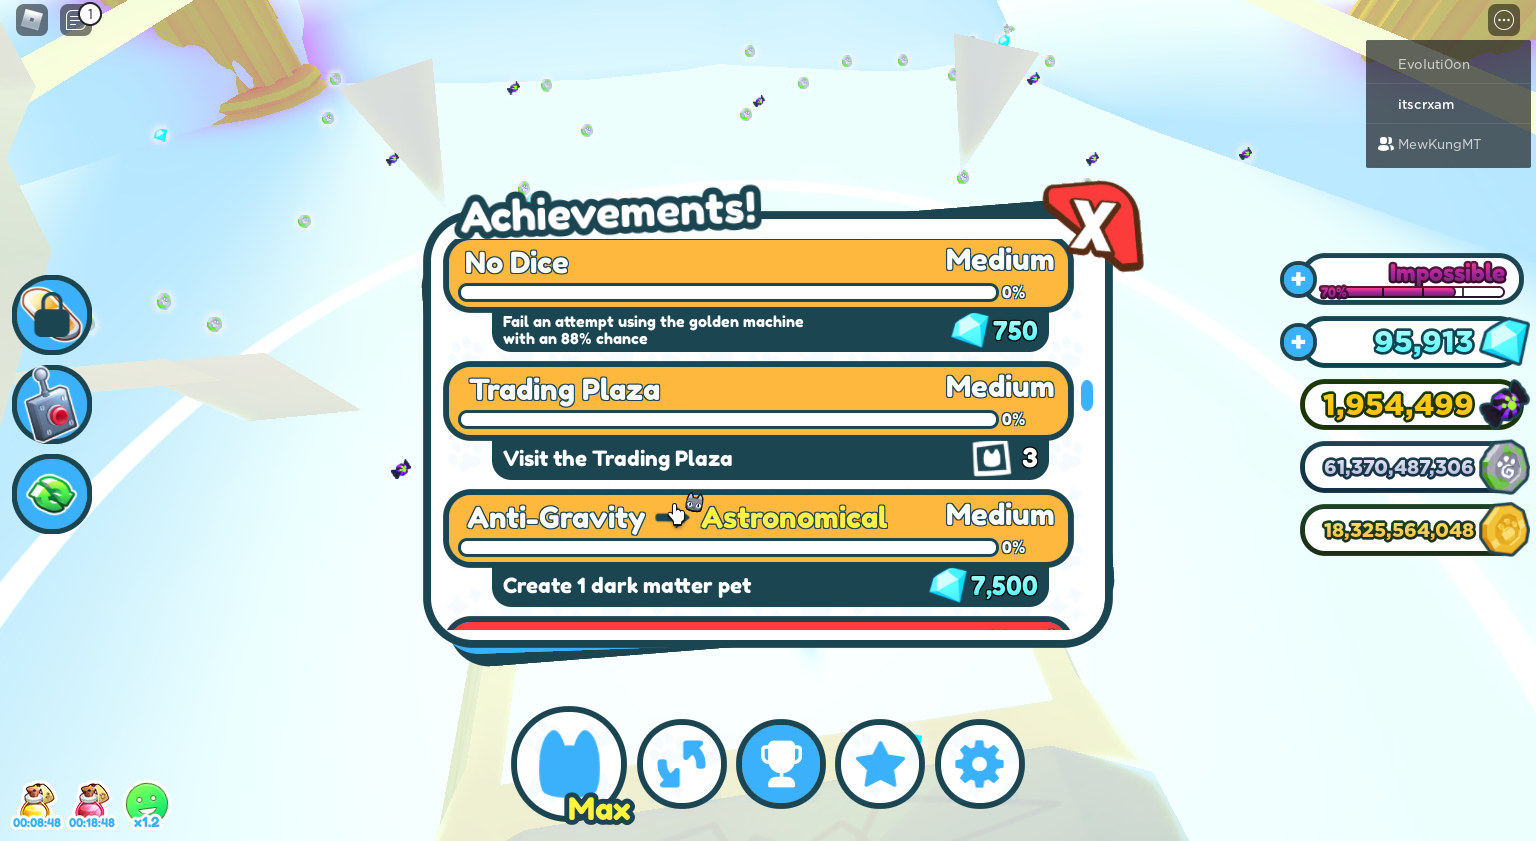 1
Evoluti0on
itscrxam
MewKungMT
Achievements!
X
No Dice
Medium
0%
Fail an attempt using the golden machine
with an 88% chance
750
Trading Plaza
Medium
0%
Visit the Trading Plaza
3
Anti-Gravity
Astronomical
Medium
0%
Create 1 dark matter pet
7,500
Impossible
70%
95,913
1,954,499
61,370,487,306
18,325,564,048
Max
00:08:48
00:18:48
x1.2